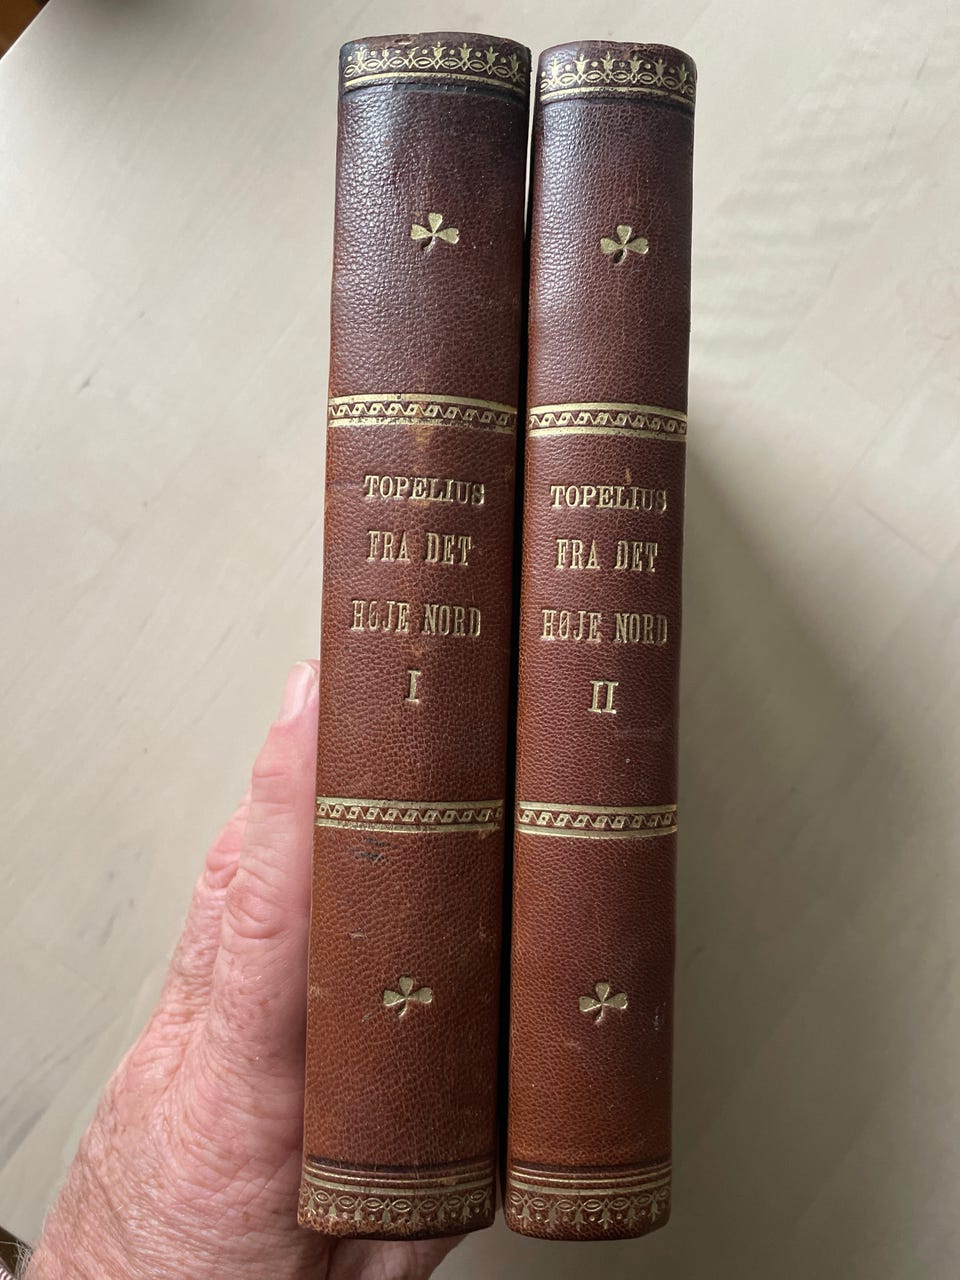 TOPELIUS
FRA DET
HØJE NORD
I
TOPELIUS
FRA DET
HØJE NORD
II